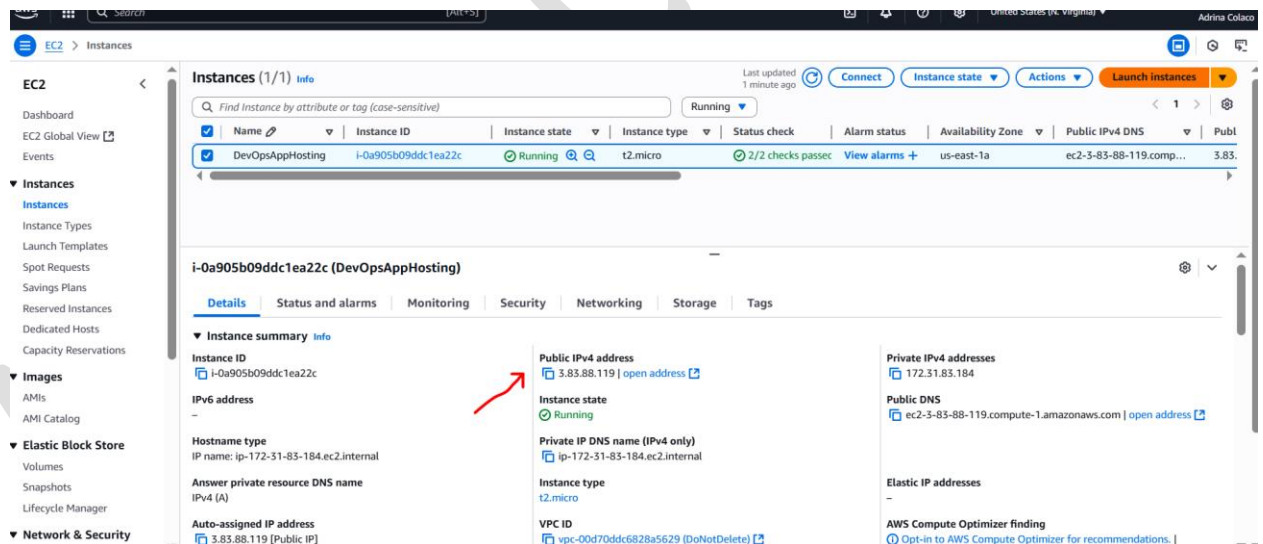 aws
Search
[Alt+S]
United States (N. Virginia)
Adrina Colaco
EC2 > Instances
EC2
Dashboard
EC2 Global View
Events
Instances
Instances
Instance Types
Launch Templates
Spot Requests
Savings Plans
Reserved Instances
Dedicated Hosts
Capacity Reservations
Images
AMIs
AMI Catalog
Elastic Block Store
Volumes
Snapshots
Lifecycle Manager
Network & Security
Instances (1/1) Info
Last updated
1 minute ago
Connect
Instance state
Actions
Launch instances
Find Instance by attribute or tag (case-sensitive)
Running
1
Name Instance ID Instance state Instance type Status check Alarm status Availability Zone Public IPv4 DNS Publ
DevOpsAppHosting i-0a905b09ddc1ea22c Running t2.micro 2/2 checks passec View alarms + us-east-1a ec2-3-83-88-119.comp... 3.83.
i-0a905b09ddc1ea22c (DevOpsAppHosting)
Details Status and alarms Monitoring Security Networking Storage Tags
Instance summary Info
Instance ID
i-0a905b09ddc1ea22c
Public IPv4 address
3.83.88.119 | open address
Private IPv4 addresses
172.31.83.184
IPv6 address
–
Instance state
Running
Public DNS
ec2-3-83-88-119.compute-1.amazonaws.com | open address
Hostname type
IP name: ip-172-31-83-184.ec2.internal
Private IP DNS name (IPv4 only)
ip-172-31-83-184.ec2.internal
Answer private resource DNS name
IPv4 (A)
Instance type
t2.micro
Elastic IP addresses
–
Auto-assigned IP address
3.83.88.119 [Public IP]
VPC ID
vpc-00d70ddc6828a5629 (DoNotDelete)
AWS Compute Optimizer finding
Opt-in to AWS Compute Optimizer for recommendations. |